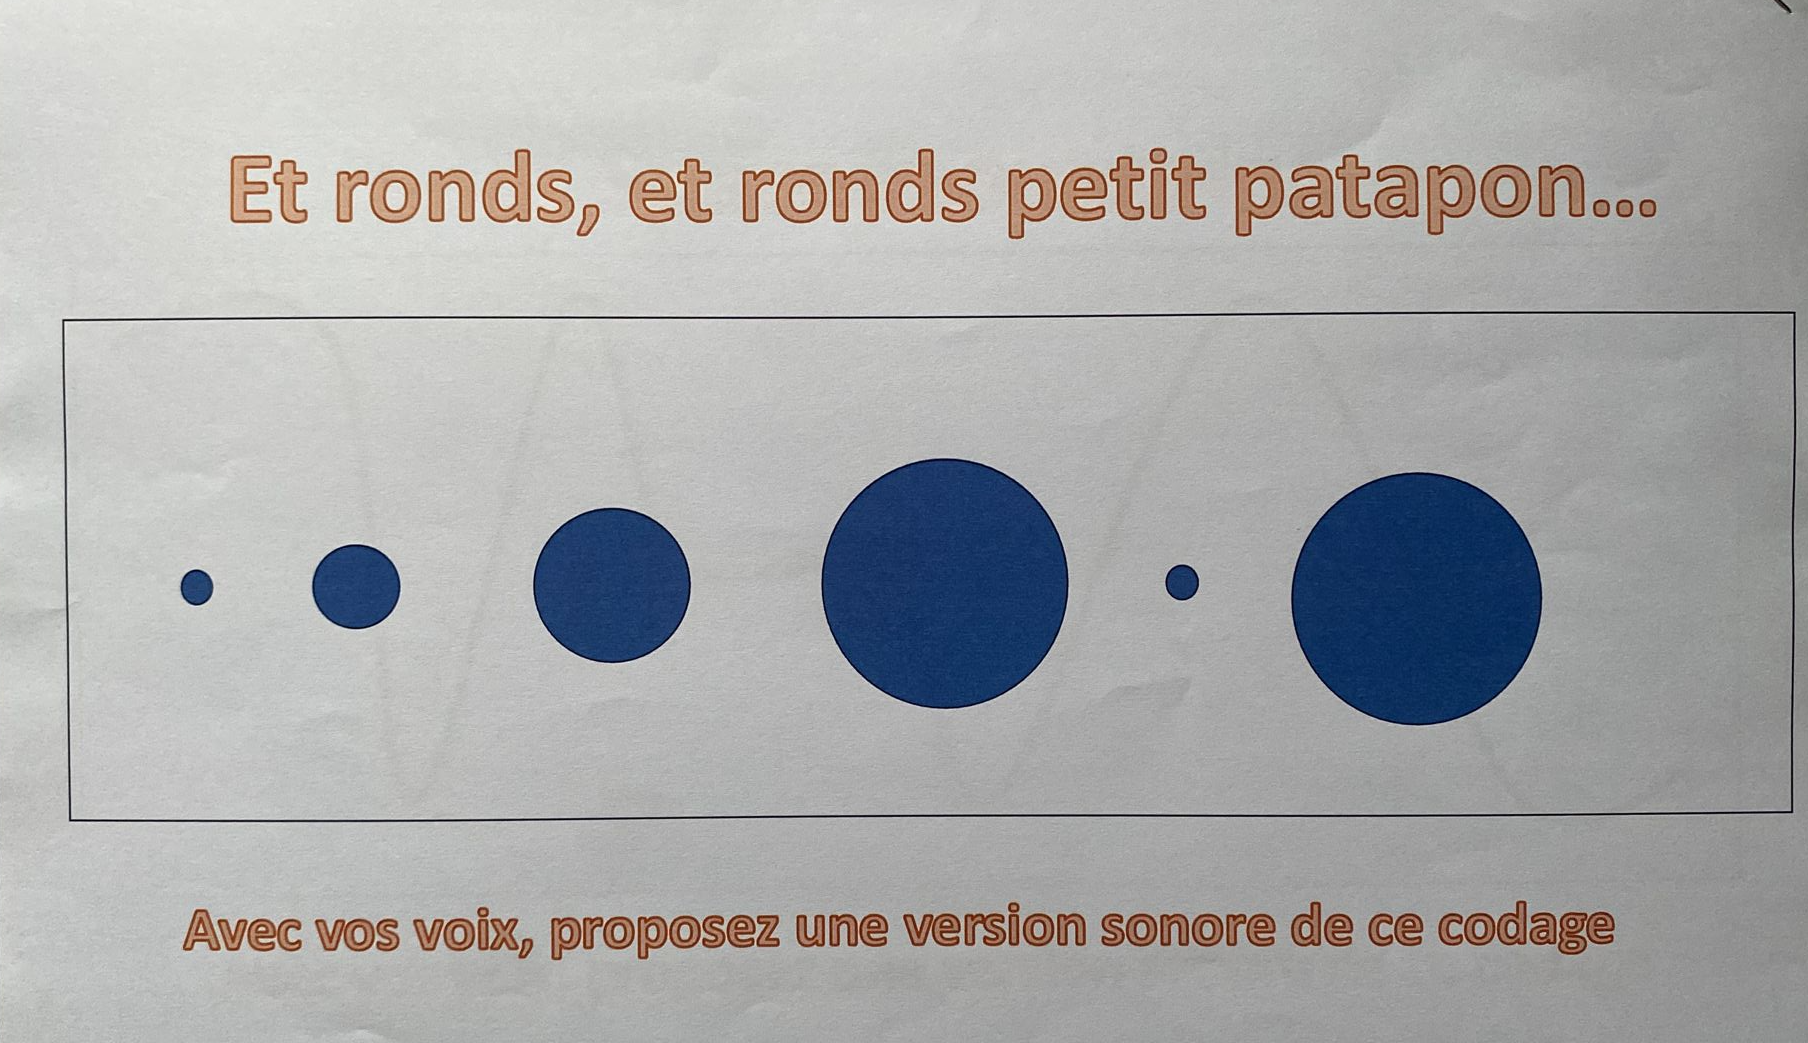 Et ronds, et ronds petit patapon...
Avec vos voix, proposez une version sonore de ce codage